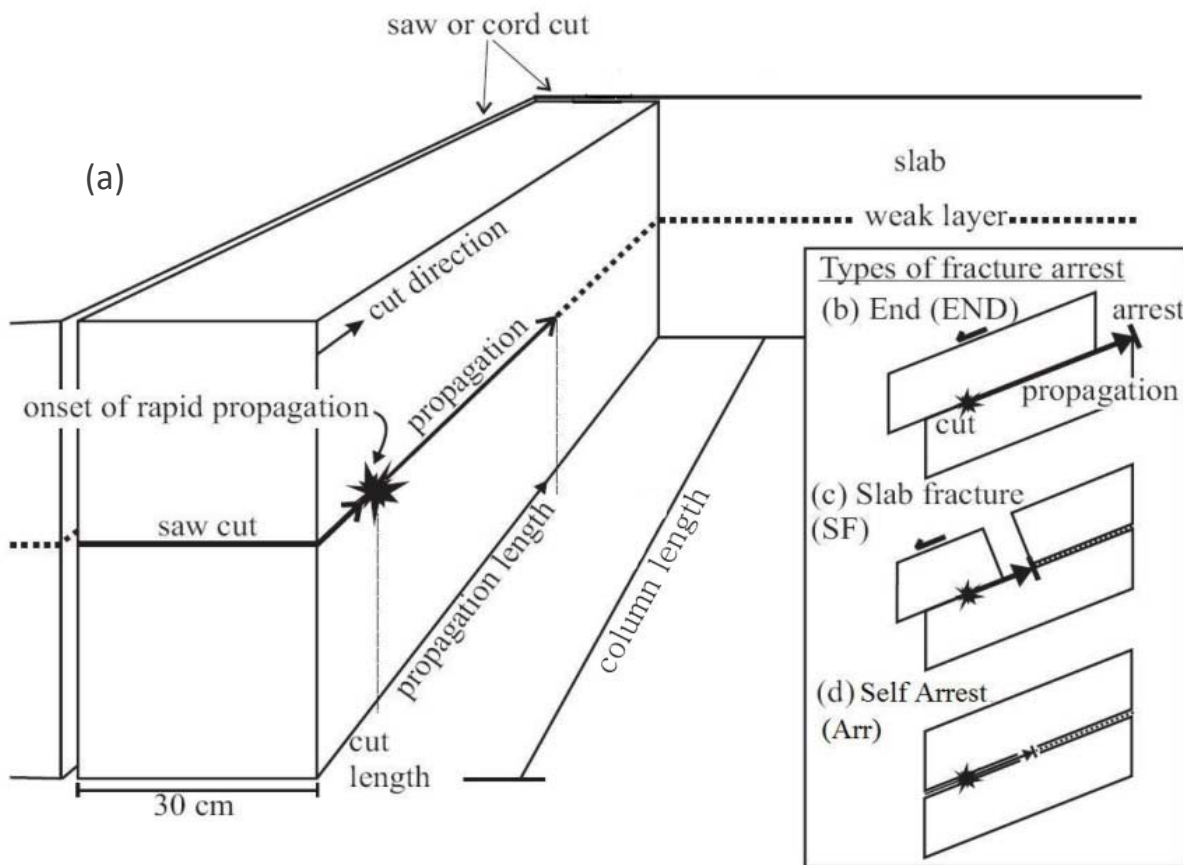 saw or cord cut
(a)
slab
weak layer
cut direction
propagation
onset of rapid propagation
saw cut
propagation length
column length
cut
length
30 cm
Types of fracture arrest
(b) End (END)
arrest
propagation
cut
(c) Slab fracture
(SF)
(d) Self Arrest
(Arr)